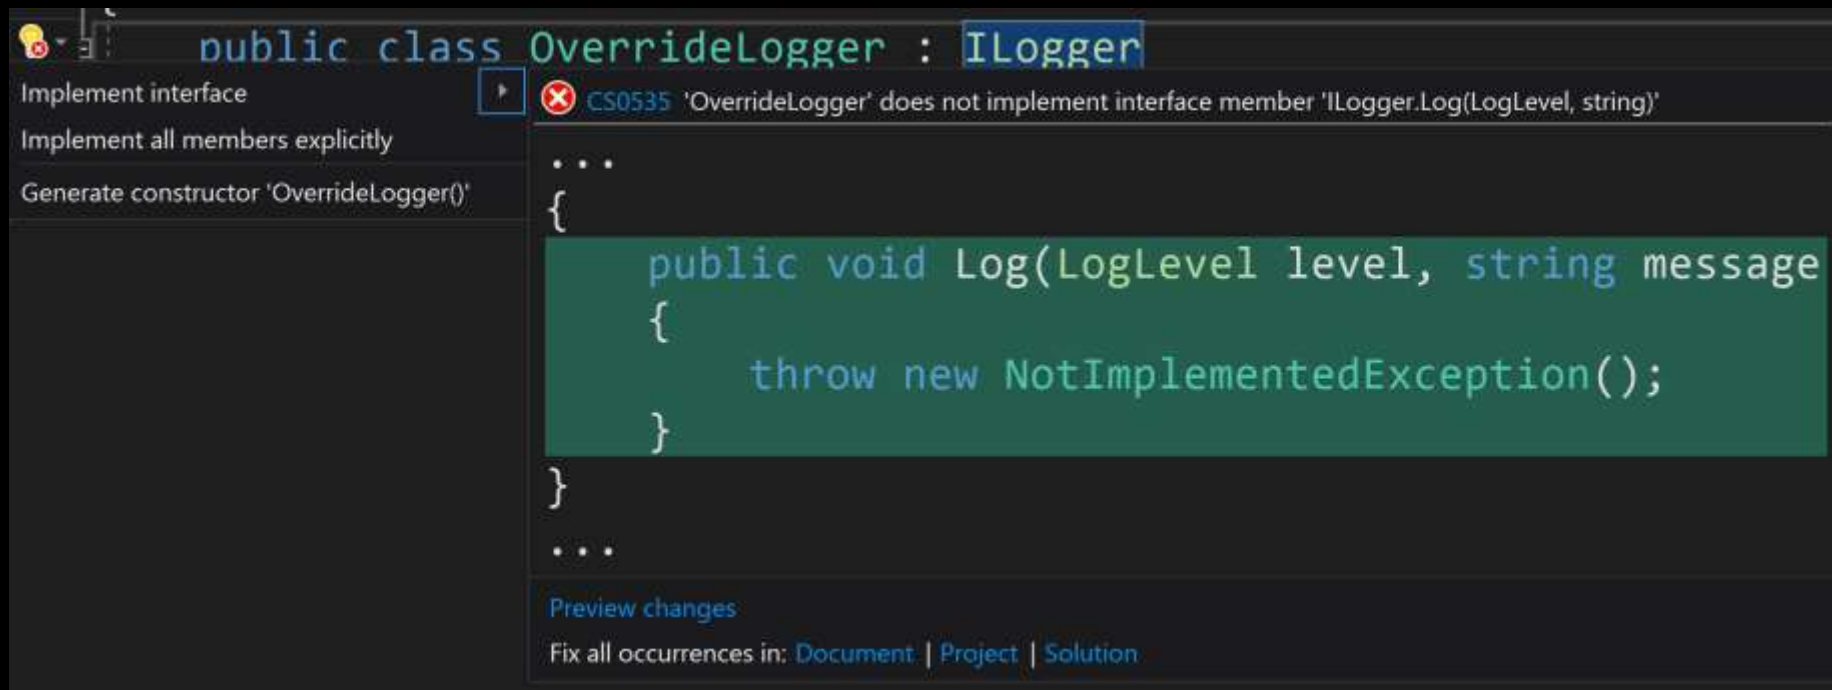 {
public class OverrideLogger : ILogger
Implement interface
Implement all members explicitly
Generate constructor 'OverrideLogger()'
CS0535 'OverrideLogger' does not implement interface member 'ILogger.Log(LogLevel, string)'
...
{
public void Log(LogLevel level, string message
{
throw new NotImplementedException();
}
}
...
Preview changes
Fix all occurrences in: Document | Project | Solution